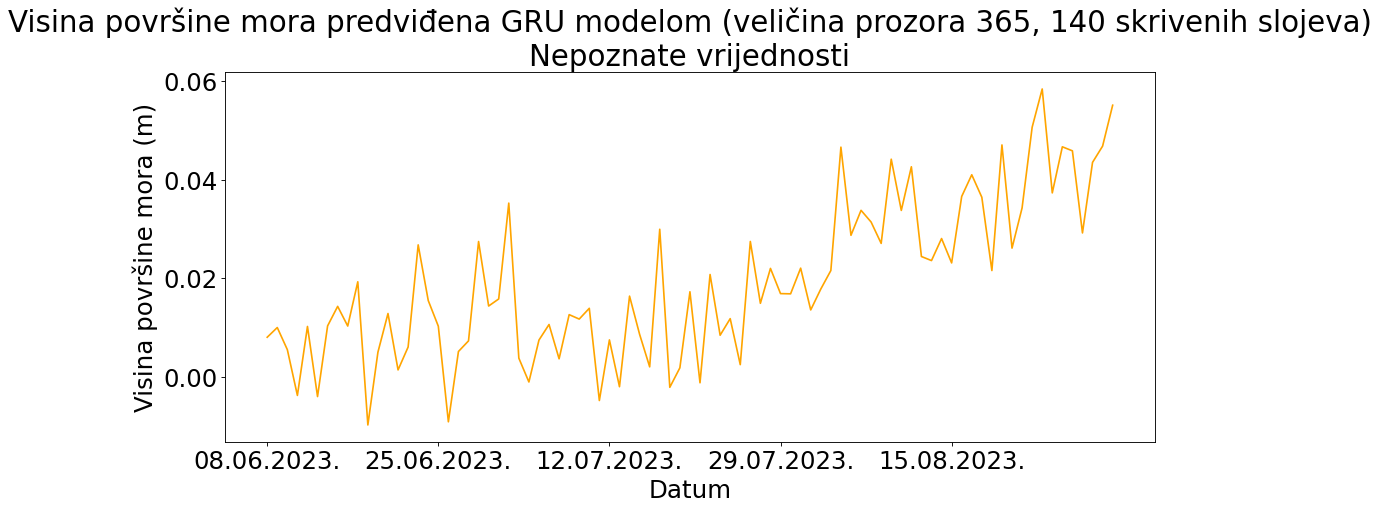 Visina površine mora predviđena GRU modelom (veličina prozora 365, 140 skrivenih slojeva)
Nepoznate vrijednosti
Visina površine mora (m)
0.06
0.04
0.02
0.00
08.06.2023.
25.06.2023.
12.07.2023.
29.07.2023.
15.08.2023.
Datum